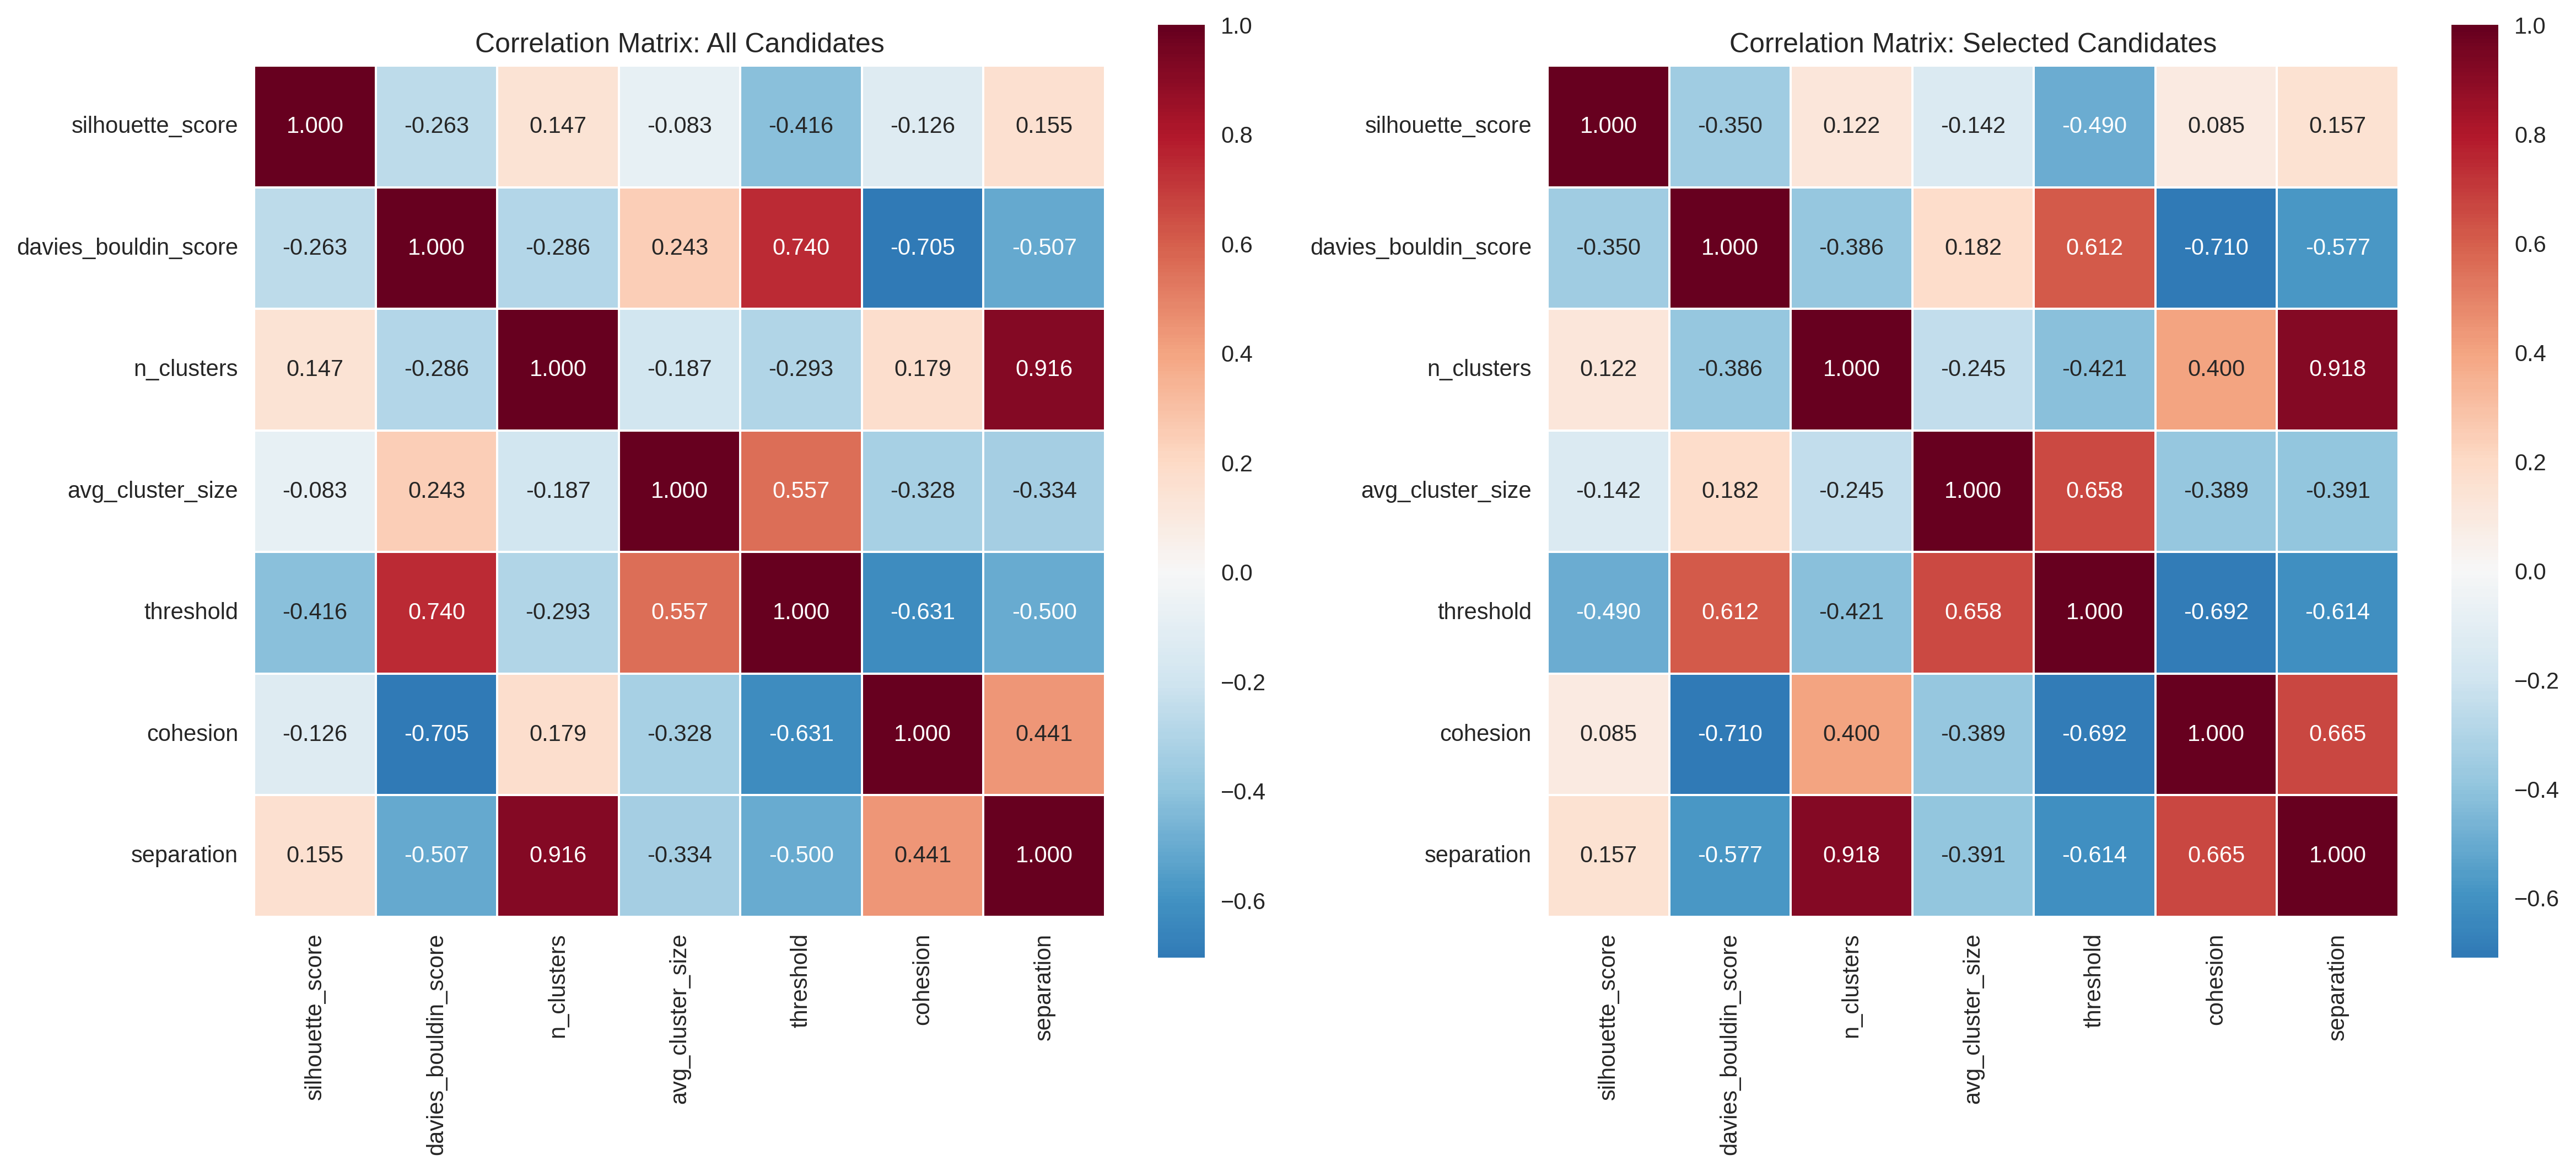 Correlation Matrix: All Candidates
silhouette_score 1.000 -0.263 0.147 -0.083 -0.416 -0.126 0.155
davies_bouldin_score -0.263 1.000 -0.286 0.243 0.740 -0.705 -0.507
n_clusters 0.147 -0.286 1.000 -0.187 -0.293 0.179 0.916
avg_cluster_size -0.083 0.243 -0.187 1.000 0.557 -0.328 -0.334
threshold -0.416 0.740 -0.293 0.557 1.000 -0.631 -0.500
cohesion -0.126 -0.705 0.179 -0.328 -0.631 1.000 0.441
separation 0.155 -0.507 0.916 -0.334 -0.500 0.441 1.000
silhouette_score
davies_bouldin_score
n_clusters
avg_cluster_size
threshold
cohesion
separation
1.0
0.8
0.6
0.4
0.2
0.0
−0.2
−0.4
−0.6
Correlation Matrix: Selected Candidates
silhouette_score 1.000 -0.350 0.122 -0.142 -0.490 0.085 0.157
davies_bouldin_score -0.350 1.000 -0.386 0.182 0.612 -0.710 -0.577
n_clusters 0.122 -0.386 1.000 -0.245 -0.421 0.400 0.918
avg_cluster_size -0.142 0.182 -0.245 1.000 0.658 -0.389 -0.391
threshold -0.490 0.612 -0.421 0.658 1.000 -0.692 -0.614
cohesion 0.085 -0.710 0.400 -0.389 -0.692 1.000 0.665
separation 0.157 -0.577 0.918 -0.391 -0.614 0.665 1.000
silhouette_score
davies_bouldin_score
n_clusters
avg_cluster_size
threshold
cohesion
separation
1.0
0.8
0.6
0.4
0.2
0.0
−0.2
−0.4
−0.6